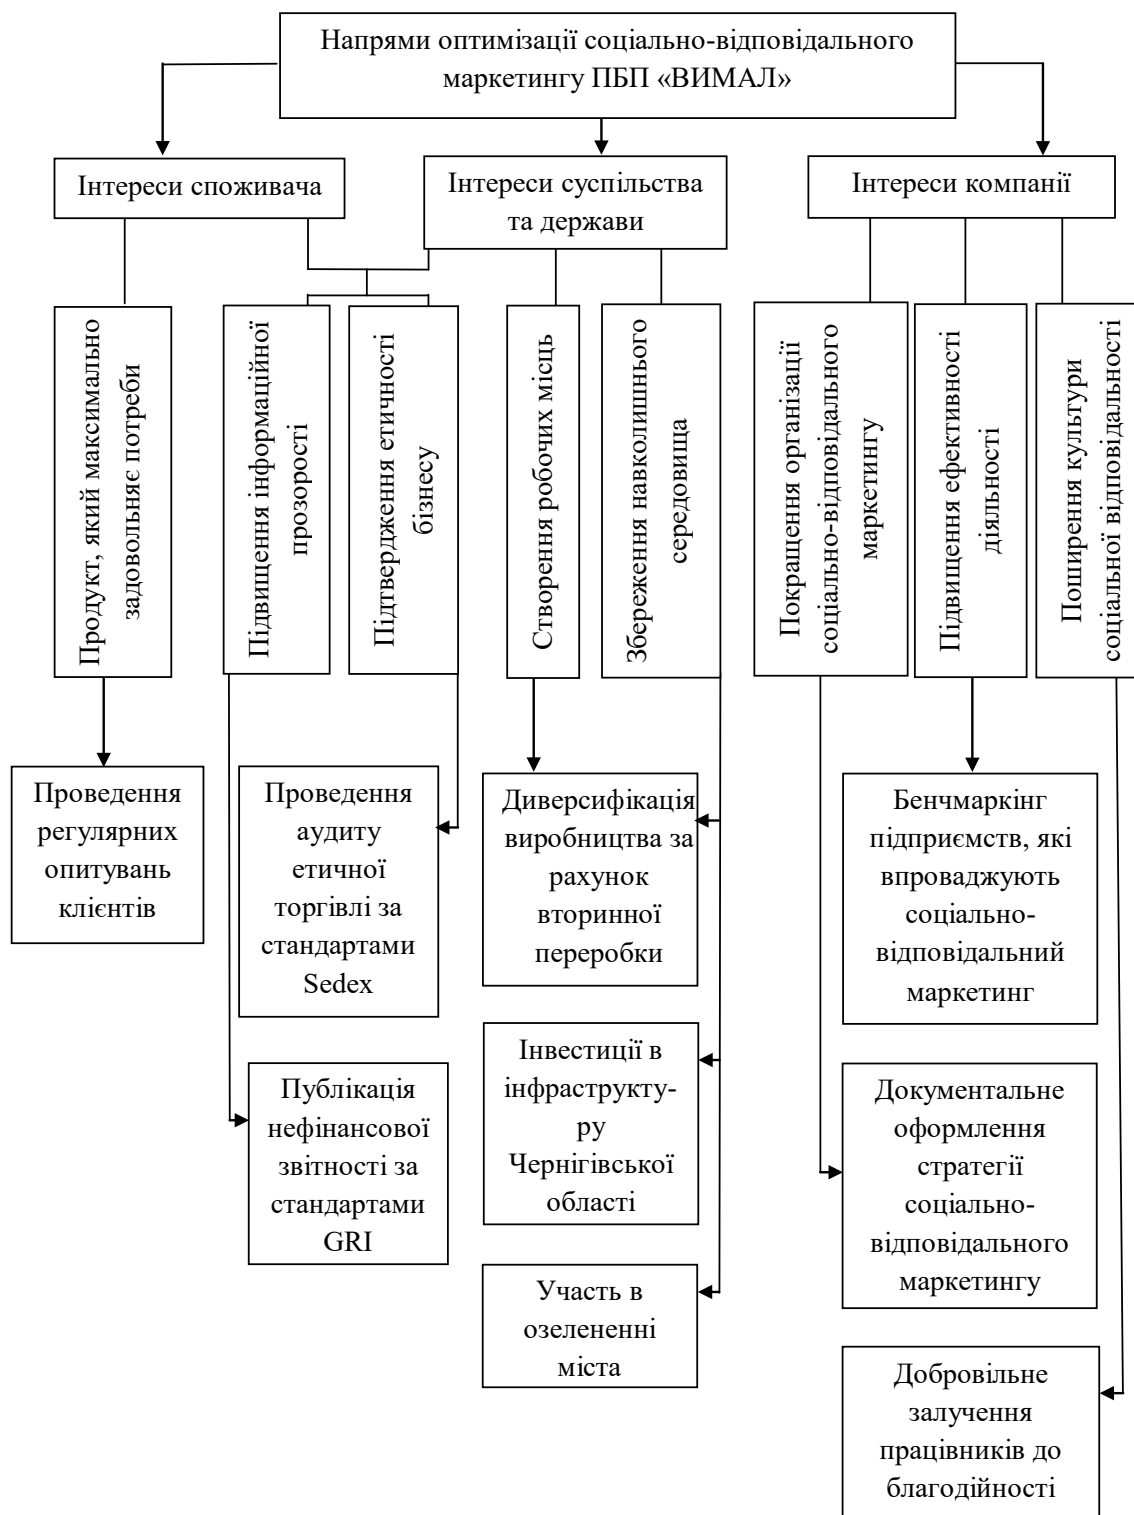 Напрями оптимізації соціально-відповідального
маркетингу ПБП «ВИМАЛ»
Інтереси споживача
Інтереси суспільства
та держави
Інтереси компанії
Продукт, який максимально
задовольняє потреби
Підвищення інформаційної
прозорості
Підтвердження етичності
бізнесу
Створення робочих місць
Збереження навколишнього
середовища
Покращення організації
соціально-відповідального
маркетингу
Підвищення ефективності
діяльності
Поширення культури
соціальної відповідальності
Проведення
регулярних
опитувань
клієнтів
Проведення
аудиту
етичної
торгівлі за
стандартами
Sedex
Диверсифікація
виробництва за
рахунок
вторинної
переробки
Бенчмаркінг
підприємств, які
впроваджують
соціально-
відповідальний
маркетинг
Публікація
нефінансової
звітності за
стандартами
GRI
Інвестиції в
інфраструкту-
ру
Чернігівської
області
Документальне
оформлення
стратегії
соціально-
відповідального
маркетингу
Участь в
озелененні
міста
Добровільне
залучення
працівників до
благодійності